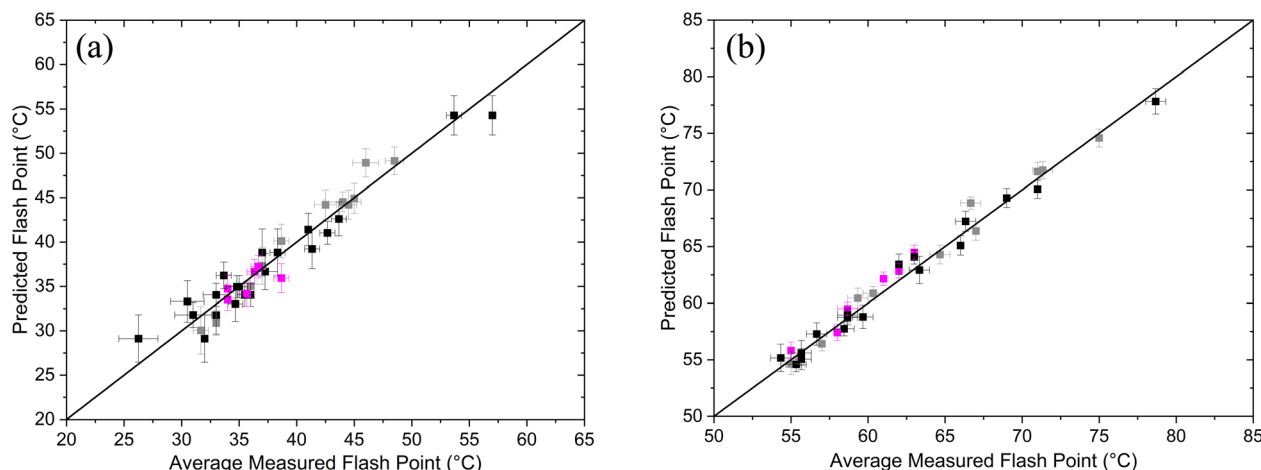 (a)
Predicted Flash Point (°C)
65
60
55
50
45
40
35
30
25
20
20 25 30 35 40 45 50 55 60 65
Average Measured Flash Point (°C)
(b)
Predicted Flash Point (°C)
85
80
75
70
65
60
55
50
50 55 60 65 70 75 80 85
Average Measured Flash Point (°C)